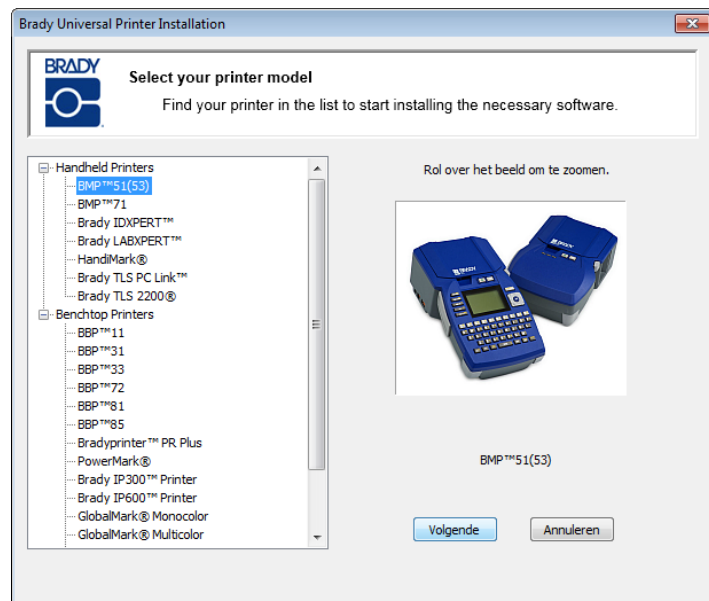 Brady Universal Printer Installation
BRADY
Select your printer model
Find your printer in the list to start installing the necessary software.
Handheld Printers
BMP™51(53)
BMP™71
Brady IDXPERT™
Brady LABXPERT™
HandiMark®
Brady TLS PC Link™
Brady TLS 2200®
Benchtop Printers
BBP™11
BBP™31
BBP™33
BBP™72
BBP™81
BBP™85
Bradyprinter™ PR Plus
PowerMark®
Brady IP300™ Printer
Brady IP600™ Printer
GlobalMark® Monocolor
GlobalMark® Multicolor
Rol over het beeld om te zoomen.
BRADY
BMP™51(53)
Volgende
Annuleren